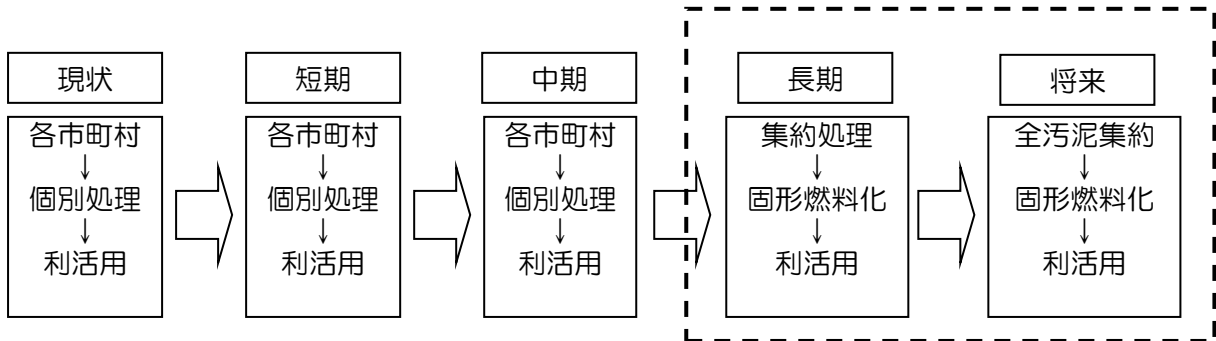 現状
各市町村
↓
個別処理
↓
利活用
短期
各市町村
↓
個別処理
↓
利活用
中期
各市町村
↓
個別処理
↓
利活用
長期
集約処理
↓
固形燃料化
↓
利活用
将来
全汚泥集約
↓
固形燃料化
↓
利活用